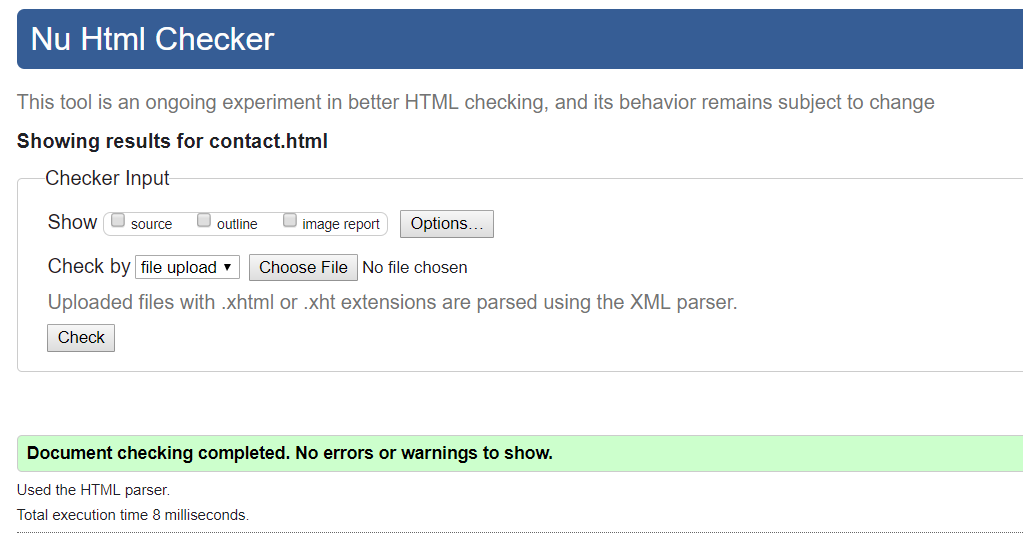 Nu Html Checker
This tool is an ongoing experiment in better HTML checking, and its behavior remains subject to change
Showing results for contact.html
Checker Input
Show source outline image report Options...
Check by file upload ▼ Choose File No file chosen
Uploaded files with .xhtml or .xht extensions are parsed using the XML parser.
Check
Document checking completed. No errors or warnings to show.
Used the HTML parser.
Total execution time 8 milliseconds.